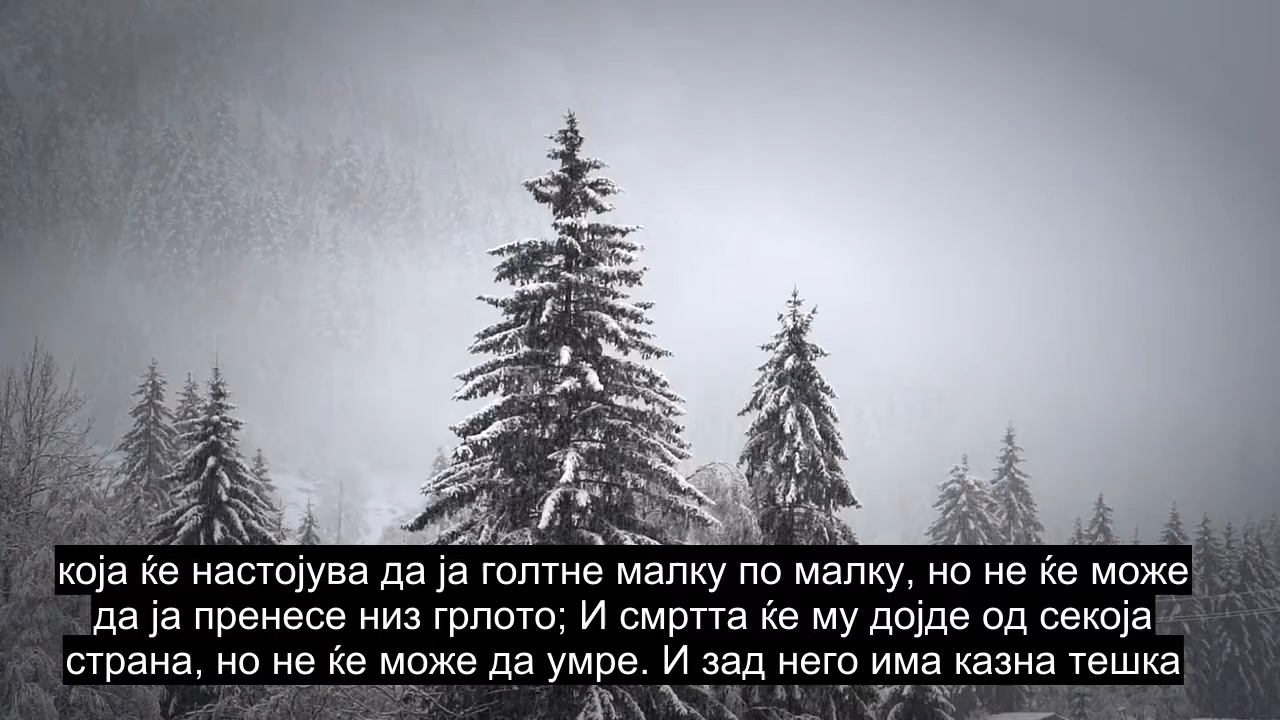 која ќе настојува да ја голтне малку по малку, но не ќе може
да ја пренесе низ грлото; И смртта ќе му дојде од секоја
страна, но не ќе може да умре. И зад него има казна тешка